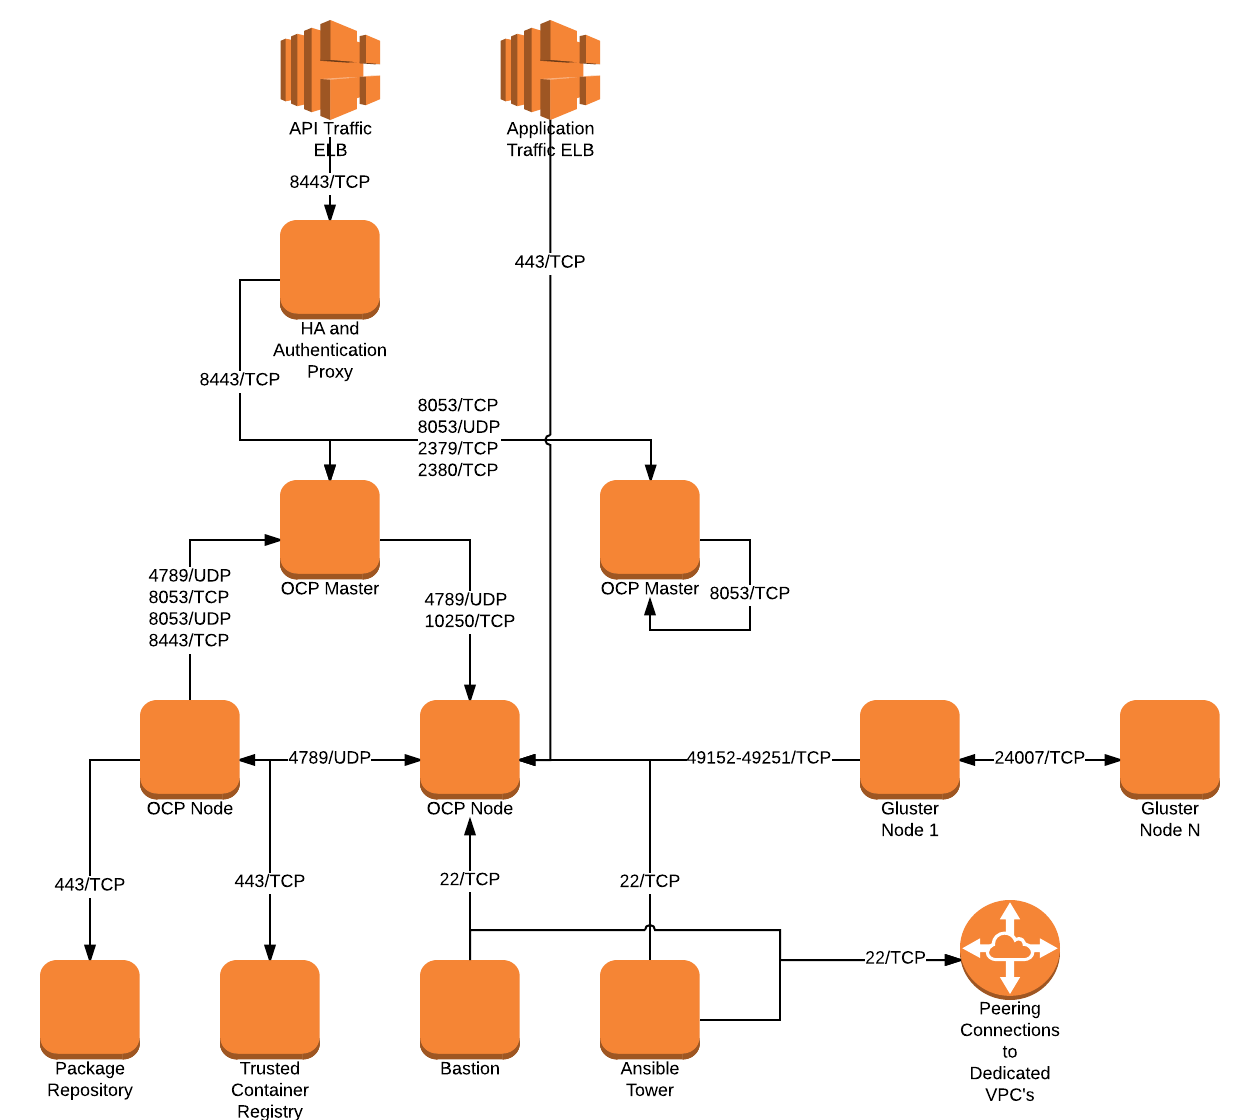 API Traffic
ELB
Application
Traffic ELB
8443/TCP
443/TCP
HA and
Authentication
Proxy
8443/TCP
8053/TCP
8053/UDP
2379/TCP
2380/TCP
OCP Master
OCP Master
8053/TCP
4789/UDP
8053/TCP
8053/UDP
8443/TCP
4789/UDP
10250/TCP
4789/UDP
49152-49251/TCP
24007/TCP
OCP Node
OCP Node
Gluster
Node 1
Gluster
Node N
443/TCP
443/TCP
22/TCP
22/TCP
22/TCP
Peering
Connections
to
Dedicated
VPC's
Package
Repository
Trusted
Container
Registry
Bastion
Ansible
Tower